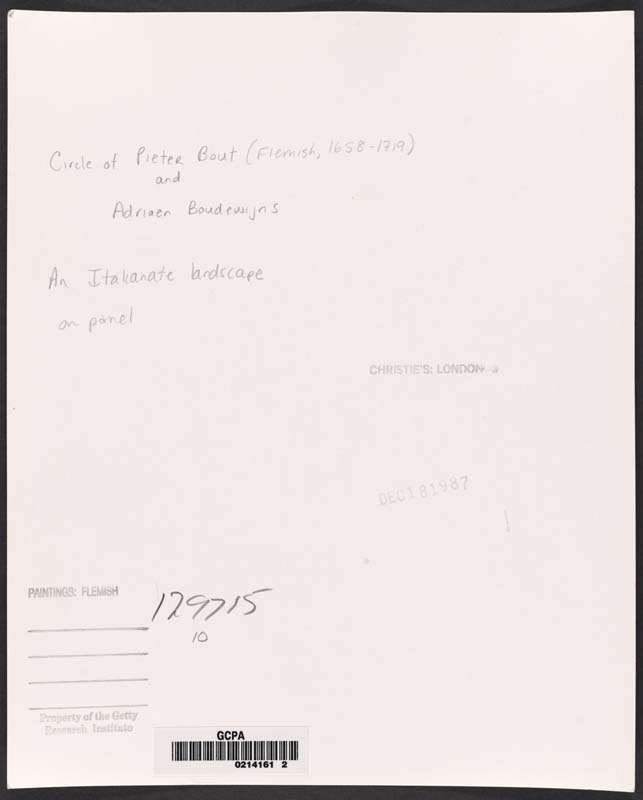 Circle of Pieter Bout (Flemish, 1658-1719)
and
Adriaen Boudewijns
An Italianate landscape
on panel
CHRISTIE'S: LONDON
DEC 18 1987
PAINTINGS: FLEMISH
129715
10
Property of the Getty
Research Institute
GCPA
0214161 2